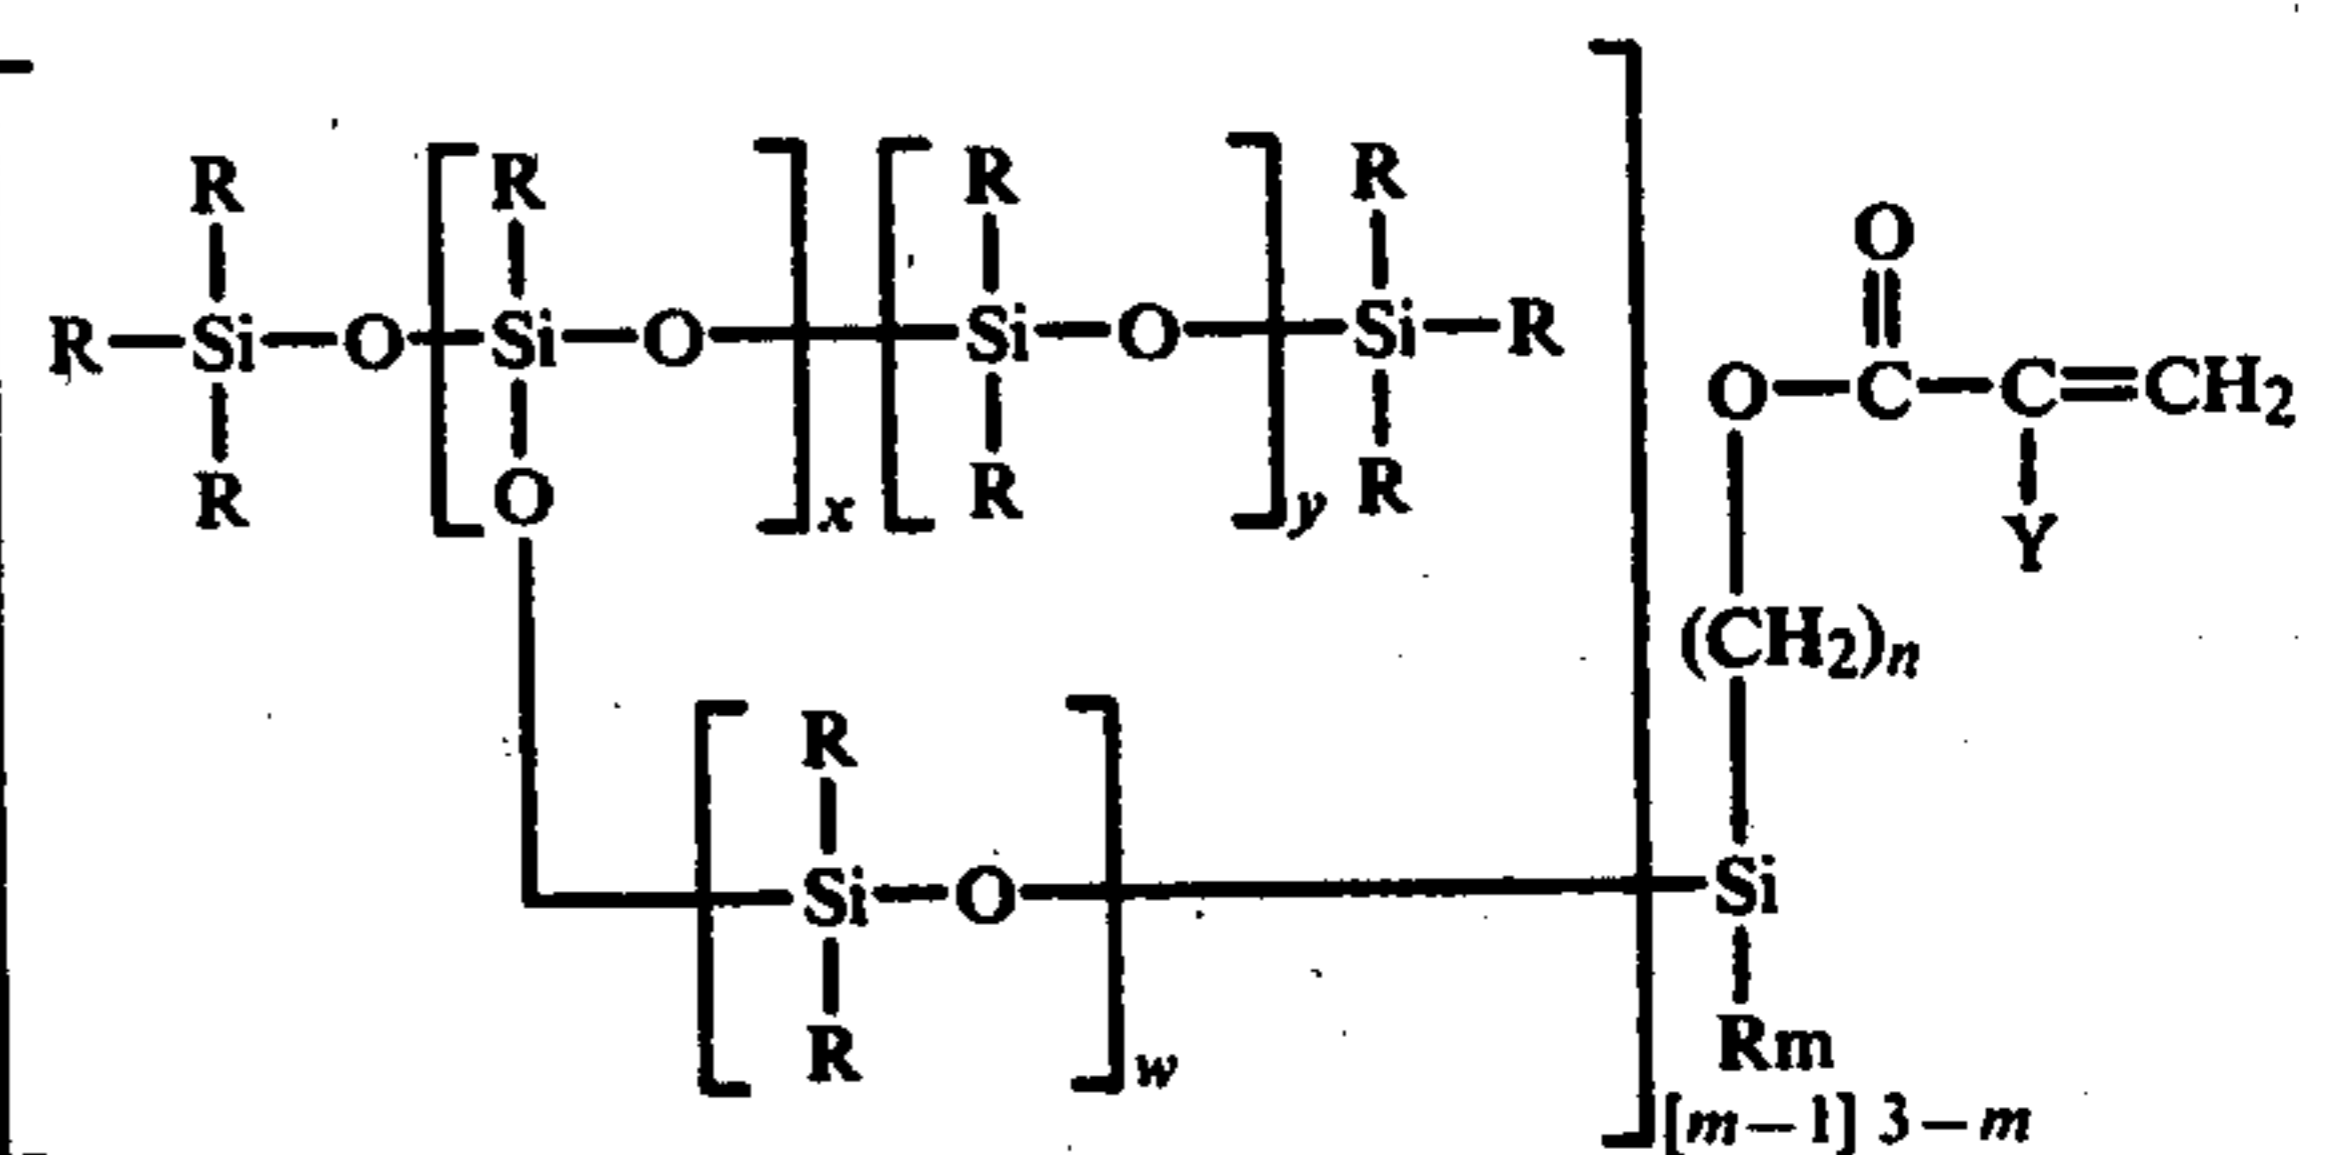 R R R R
R Si O Si O Si O Si R
R O x R y R
O
O C C CH2
Y
(CH2)n
R
Si O Si
R w Rm
[m−1] 3−m